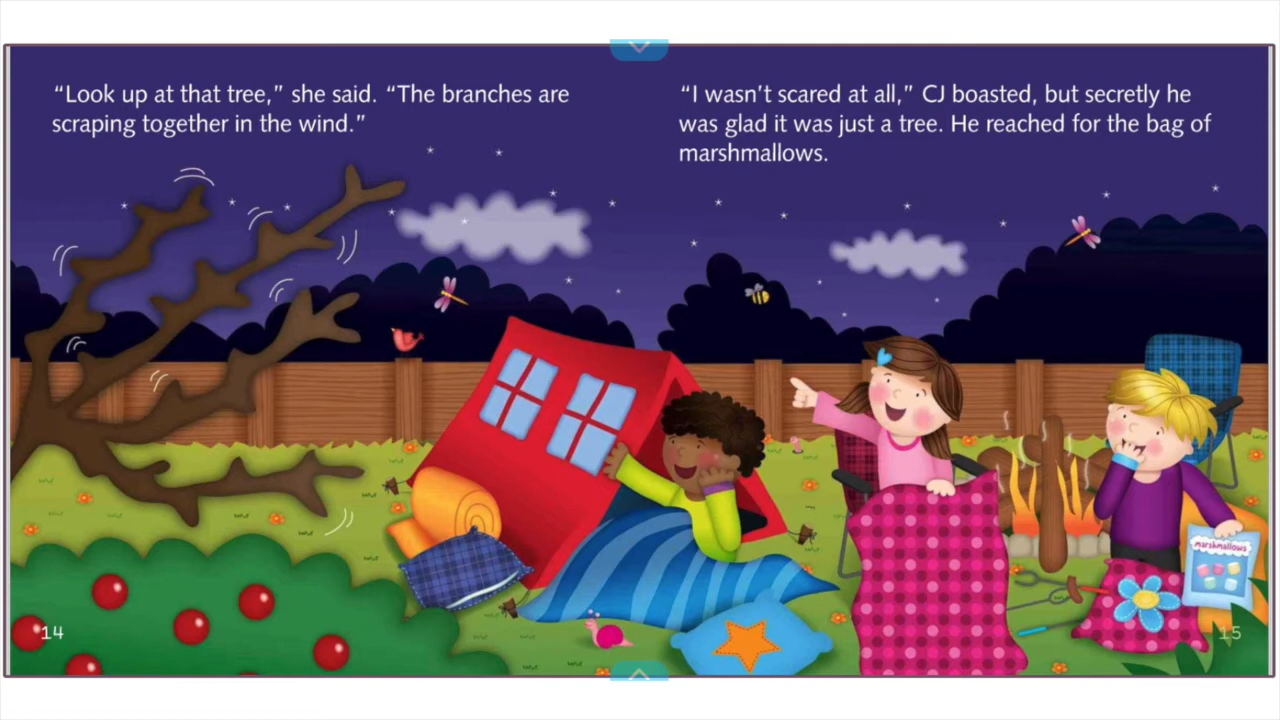 “Look up at that tree,” she said. “The branches are
scraping together in the wind.”
“I wasn’t scared at all,” CJ boasted, but secretly he
was glad it was just a tree. He reached for the bag of
marshmallows.
marshmallows
14
15